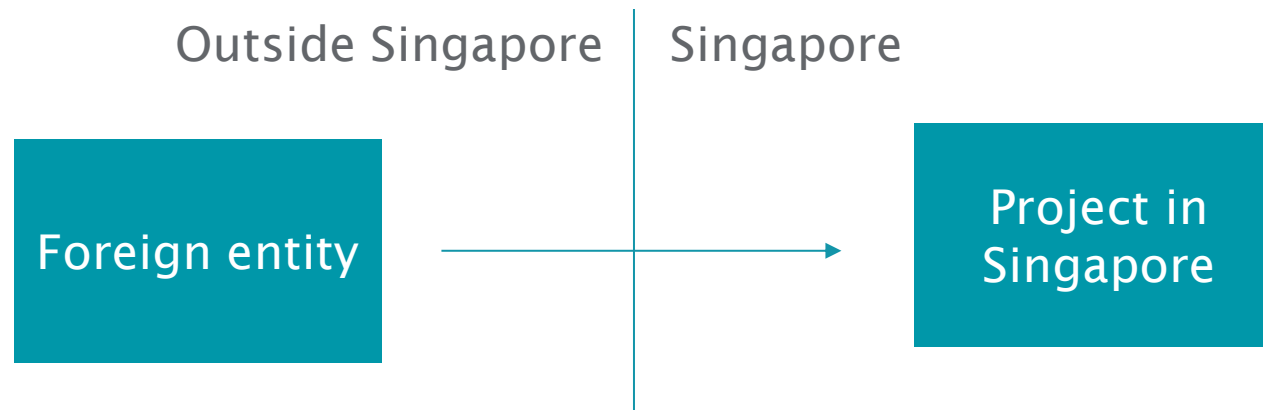 Outside Singapore
Singapore
Foreign entity
Project in
Singapore